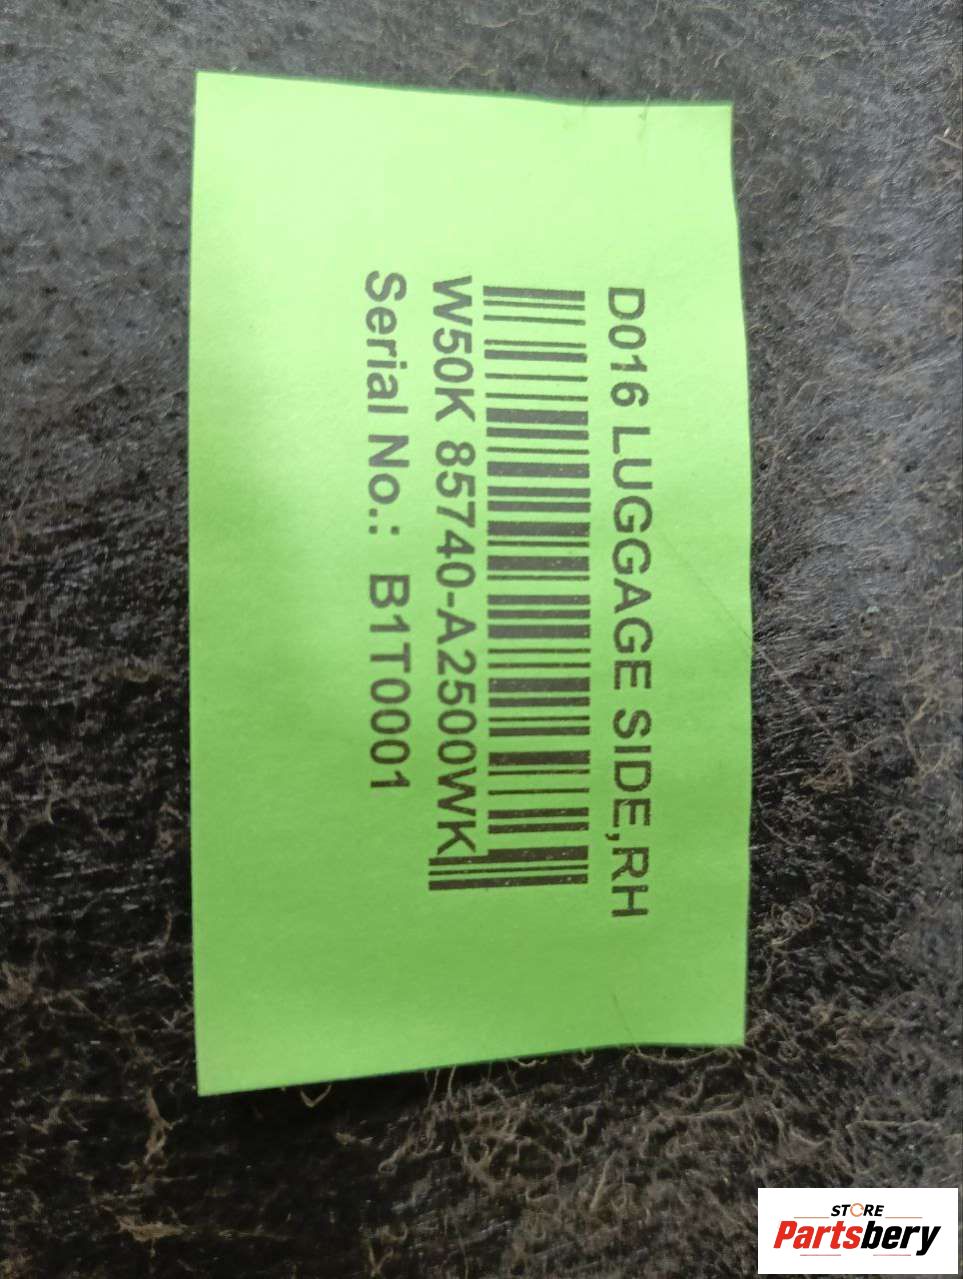 D016 LUGGAGE SIDE,RH
W50K 85740-A2500WK
Serial No.: B1T0001
STORE
Partsbery